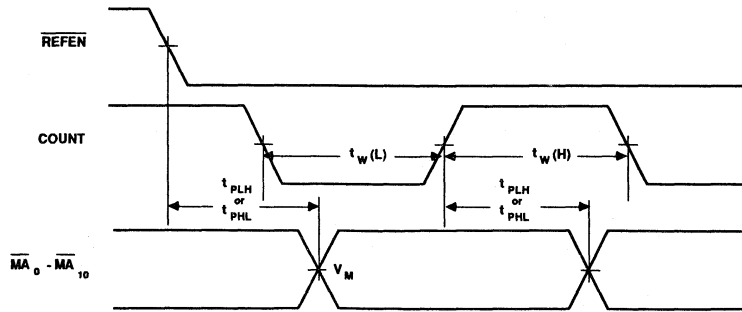 REFEN
COUNT
t W (L)
t W (H)
t PLH
or
t PHL
t PLH
or
t PHL
MA 0 - MA 10
V M